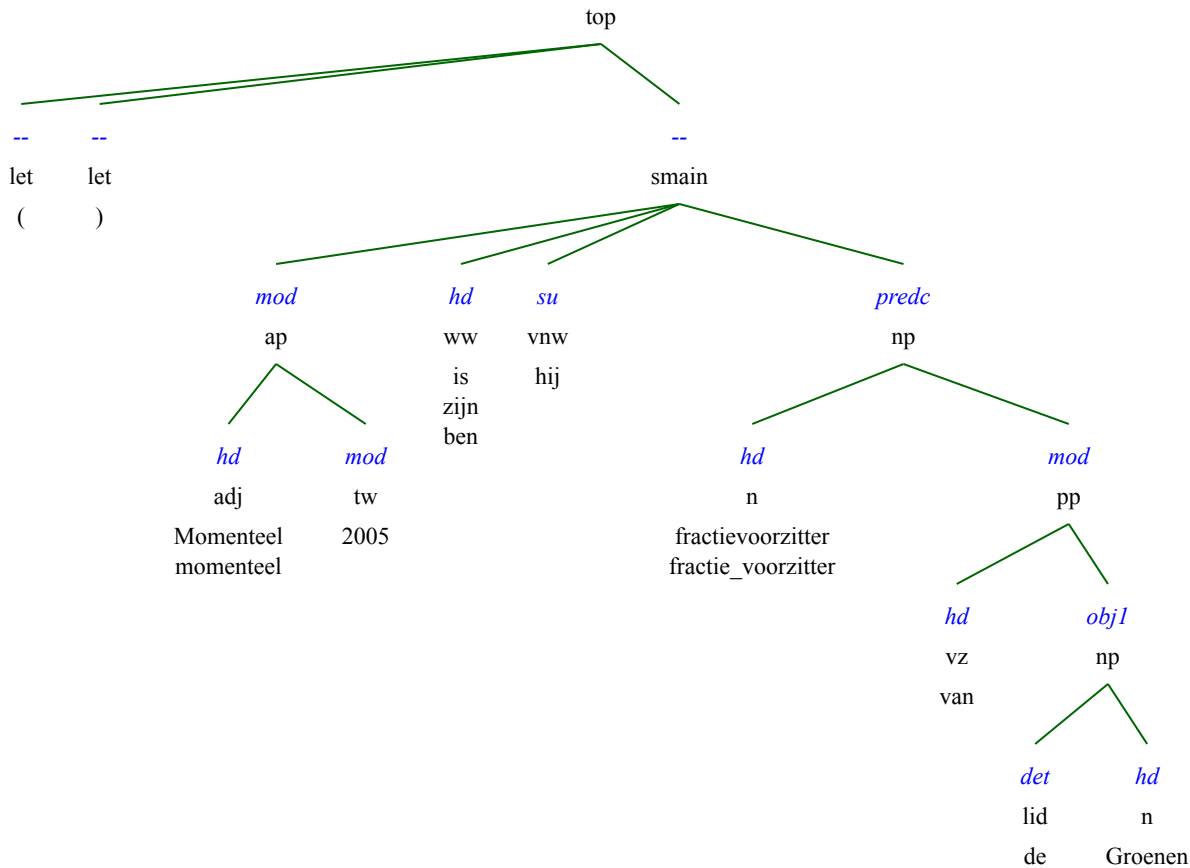 top
-- -- --
let let smain
( )
mod hd su predc
ap ww vnw np
is hij
zijn
ben
hd mod hd mod
adj tw n pp
Momenteel 2005 fractievoorzitter
momenteel fractie_voorzitter
hd obj1
vz np
van
det hd
lid n
de Groenen